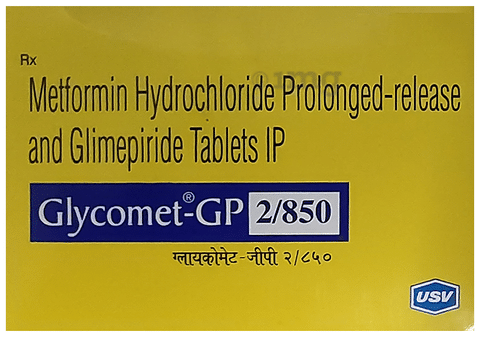 Rx
Metformin Hydrochloride Prolonged-release
and Glimepiride Tablets IP
Glycomet®-GP 2/850
ग्लायकोमेट-जीपी २/८५०
USV